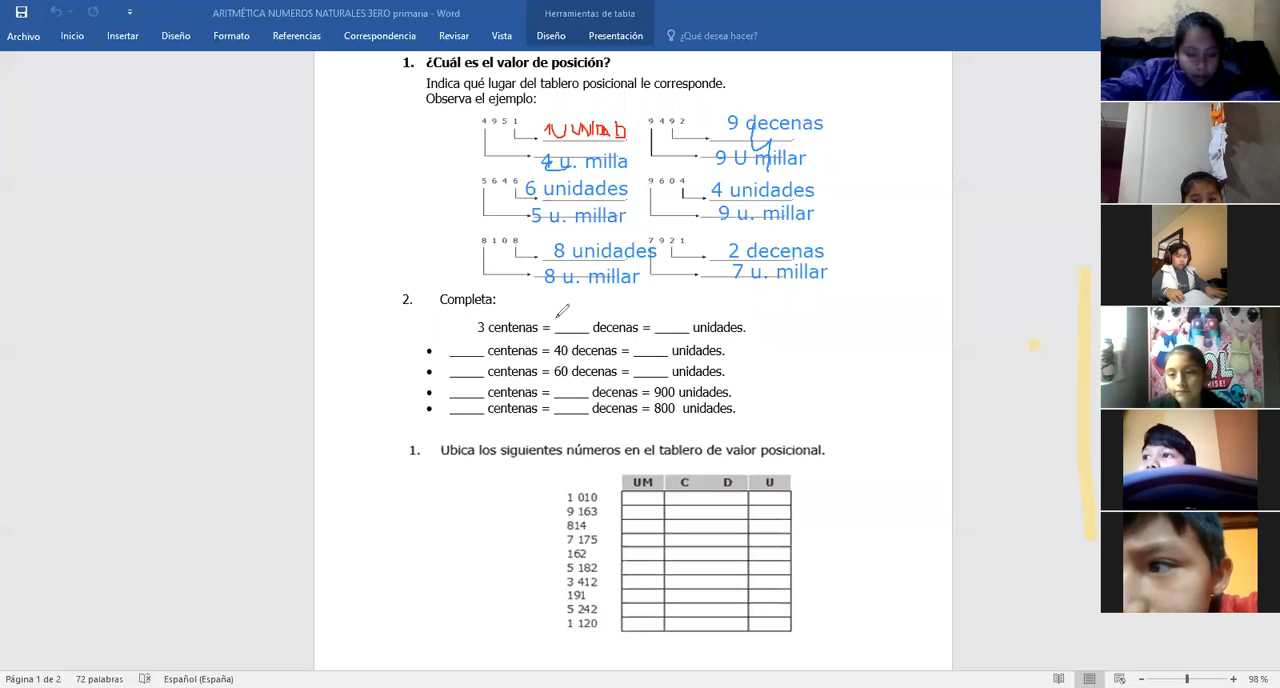 ARITMÉTICA NUMEROS NATURALES 3ERO primaria - Word
Herramientas de tabla
Archivo Inicio Insertar Diseño Formato Referencias Correspondencia Revisar Vista Diseño Presentación ¿Qué desea hacer?
1. ¿Cuál es el valor de posición?
Indica qué lugar del tablero posicional le corresponde.
Observa el ejemplo:
4 9 5 1
1U UNIDAD
4 u. milla
9 4 9 2
9 decenas
9 U millar
5 6 4 6
6 unidades
5 u. millar
9 6 0 4
4 unidades
9 u. millar
8 1 0 8
8 unidades
8 u. millar
7 9 2 1
2 decenas
7 u. millar
2. Completa:
3 centenas = _____ decenas = _____ unidades.
• _____ centenas = 40 decenas = _____ unidades.
• _____ centenas = 60 decenas = _____ unidades.
• _____ centenas = _____ decenas = 900 unidades.
• _____ centenas = _____ decenas = 800 unidades.
1. Ubica los siguientes números en el tablero de valor posicional.
UM C D U
1 010
9 163
814
7 175
162
5 182
3 412
191
5 242
1 120
Página 1 de 2 72 palabras Español (España) 98 %